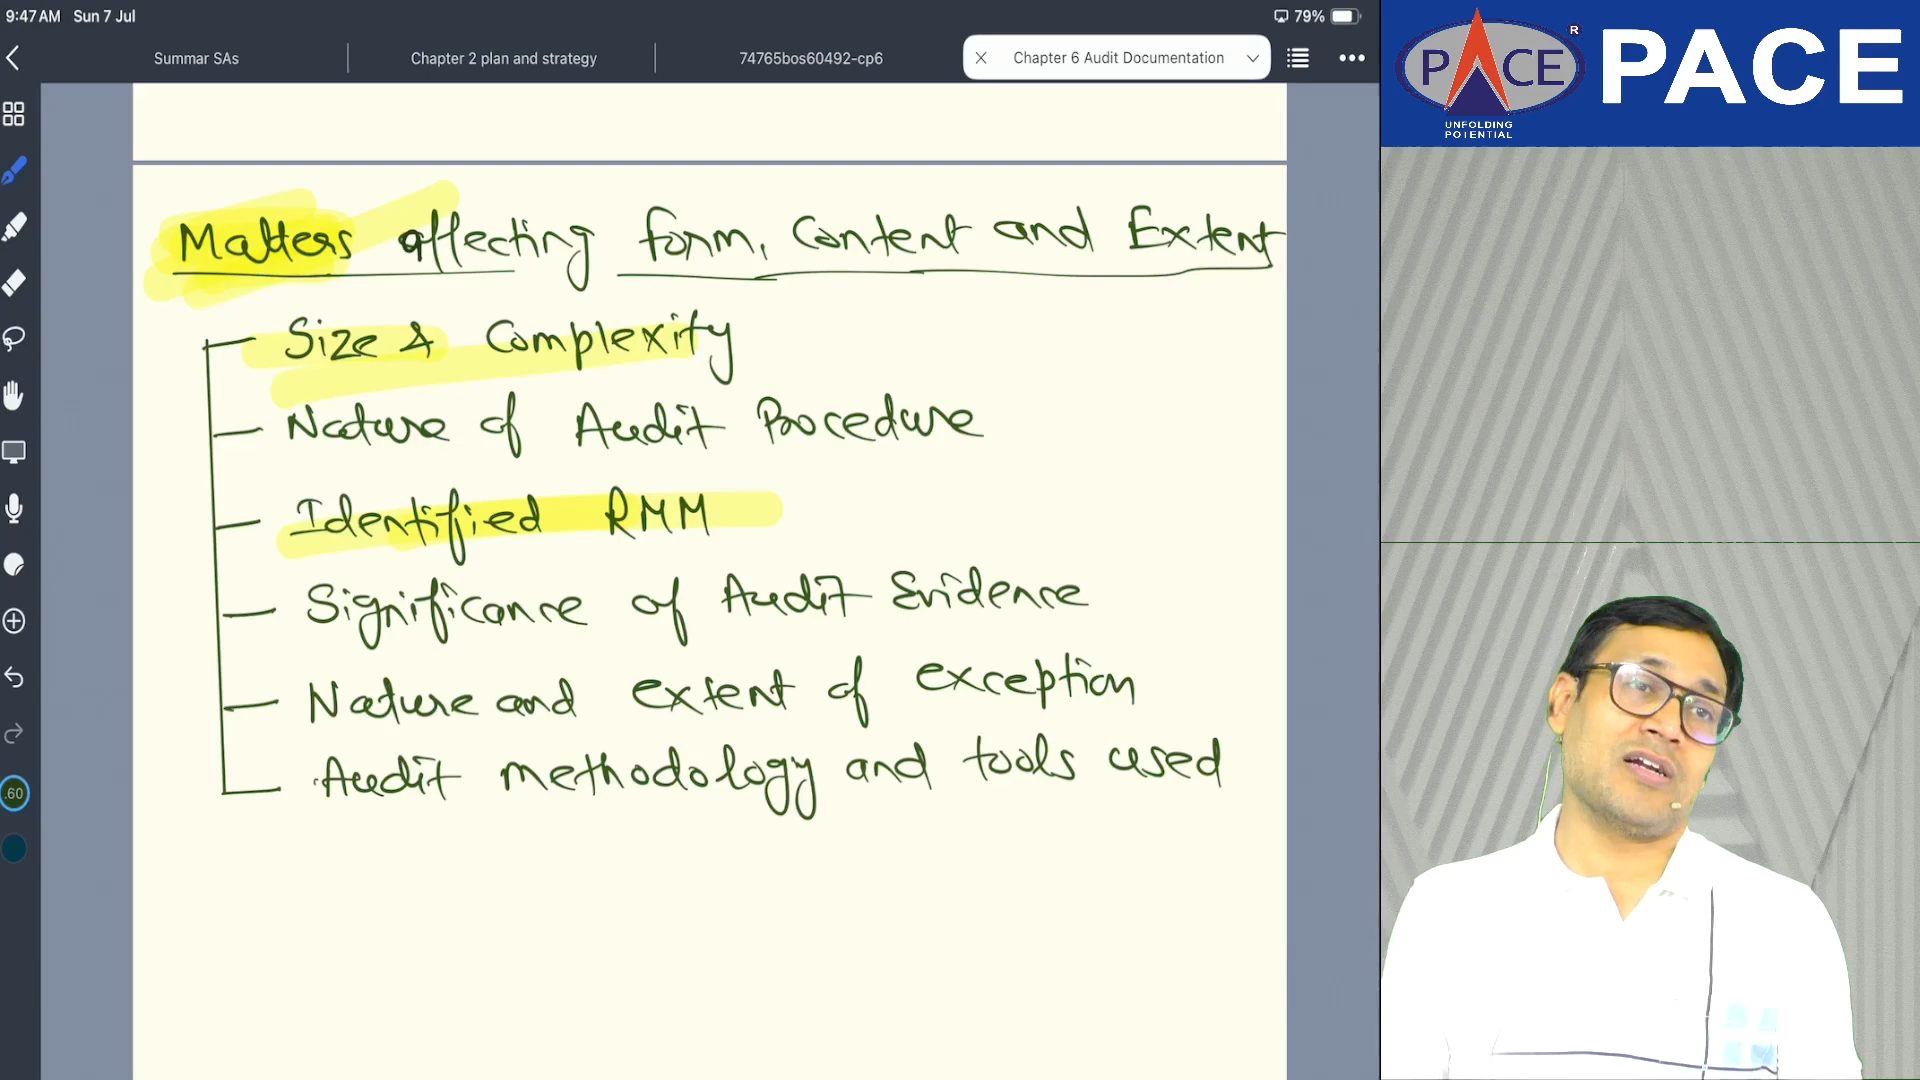 9:47 AM Sun 7 Jul
79%
Summar SAs
Chapter 2 plan and strategy
74765bos60492-cp6
Chapter 6 Audit Documentation
PACE
®
UNFOLDING
POTENTIAL
PACE
Matters affecting form, Content and Extent
Size & Complexity
Nature of Audit Procedure
Identified RMM
Significance of Audit Evidence
Nature and extent of exception
Audit methodology and tools used
.60